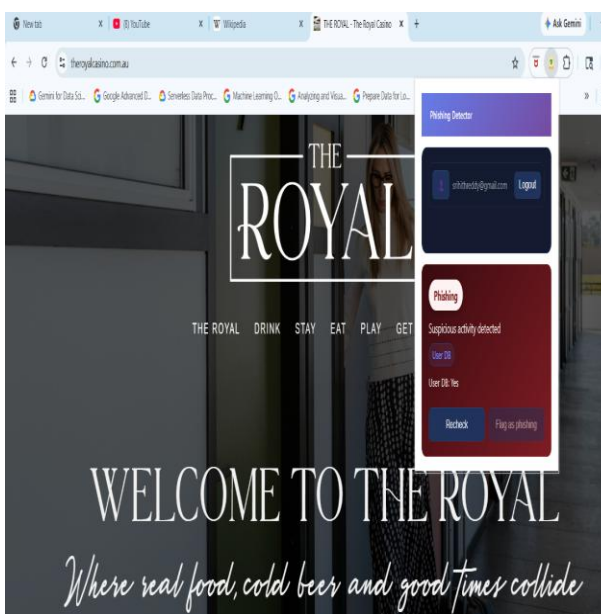 New tab
(1) YouTube
Wikipedia
THE ROYAL - The Royal Casino
Ask Gemini
theroyalcasino.com.au
Gemini for Data Sci...
Google Advanced D...
Serverless Data Proc...
Machine Learning O...
Analyzing and Visua...
Prepare Data for Lo...
Phishing Detector
Logout
Phishing
Suspicious activity detected
User DB
User DB: Yes
Recheck
Flag as phishing
THE
ROYAL
THE ROYAL DRINK STAY EAT PLAY GET
WELCOME TO THE ROYAL
Where real food, cold beer and good times collide